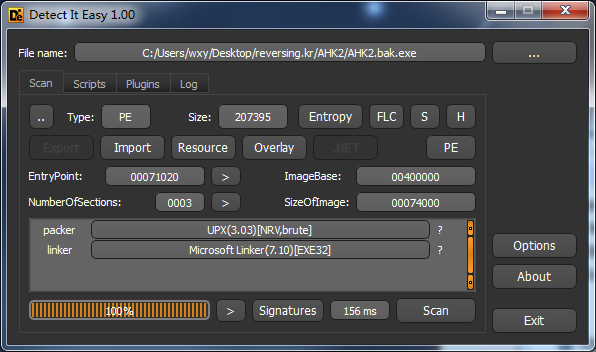 Detect It Easy 1.00
File name: C:/Users/wxy/Desktop/reversing.kr/AHK2/AHK2.bak.exe ...
Scan Scripts Plugins Log
.. Type: PE Size: 207395 Entropy FLC S H
Export Import Resource Overlay .NET PE
EntryPoint: 00071020 > ImageBase: 00400000
NumberOfSections: 0003 > SizeOfImage: 00074000
packer UPX(3.03)[NRV,brute] ?
linker Microsoft Linker(7.10)[EXE32] ?
Options
About
100% > Signatures 156 ms Scan
Exit